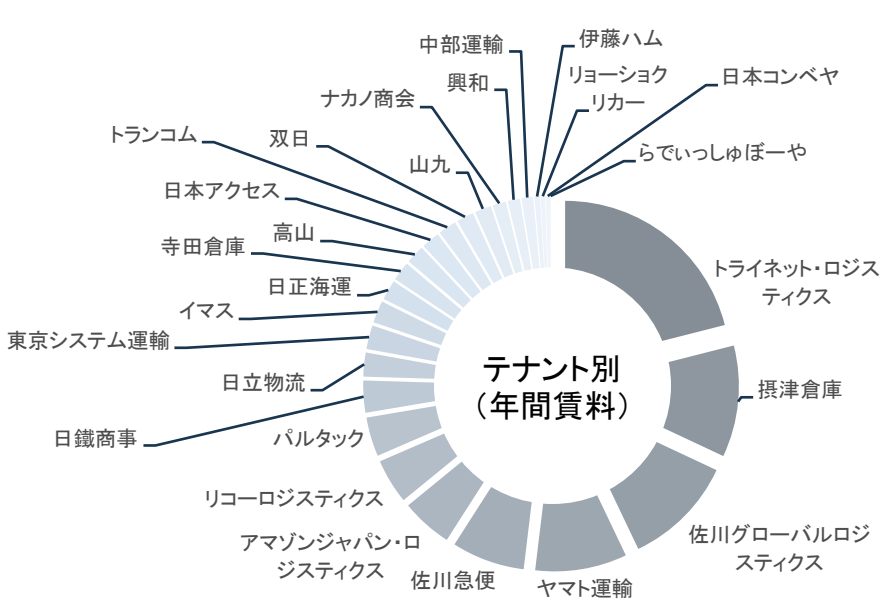 中部運輸
伊藤ハム
興和
リョーショク
リカー
日本コンベヤ
ナカノ商会
トランコム
双日
山九
らでぃっしゅぼーや
日本アクセス
高山
寺田倉庫
日正海運
イマス
東京システム運輸
日立物流
日鐵商事
パルタック
リコーロジスティクス
アマゾンジャパン・ロ
ジスティクス
佐川急便
ヤマト運輸
佐川グローバルロジ
スティクス
摂津倉庫
トライネット・ロジス
ティクス
テナント別
（年間賃料）